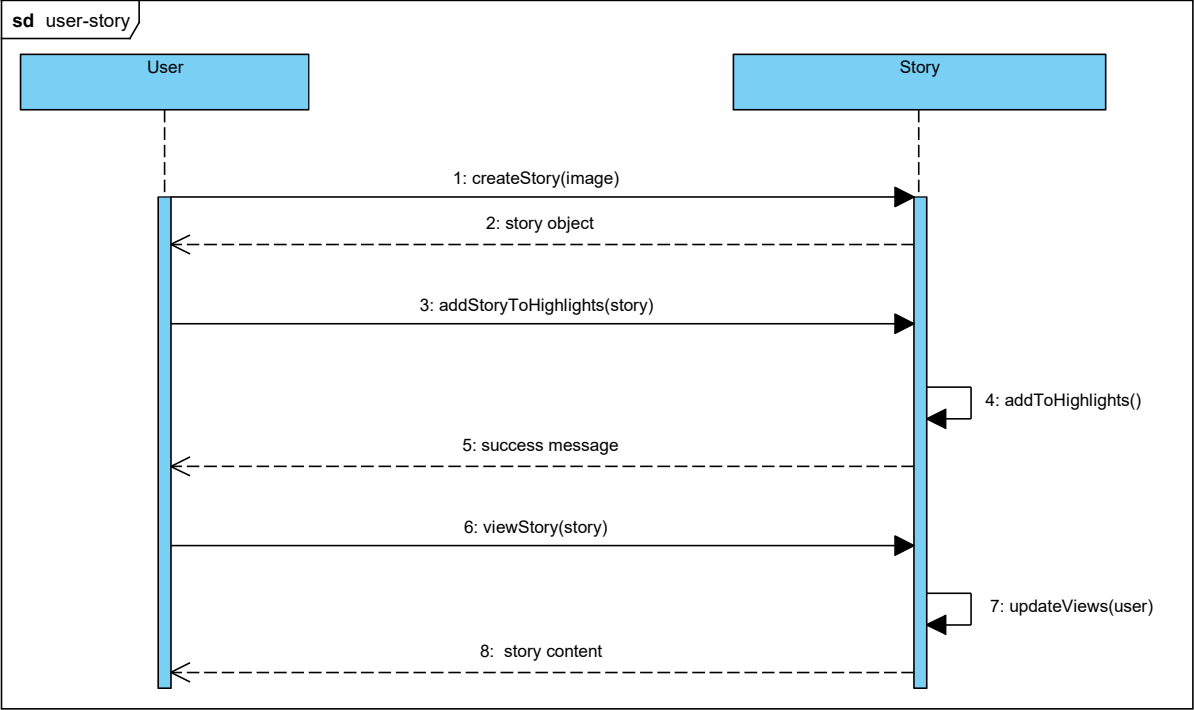 sd user-story
User
Story
1: createStory(image)
2: story object
3: addStoryToHighlights(story)
4: addToHighlights()
5: success message
6: viewStory(story)
7: updateViews(user)
8: story content